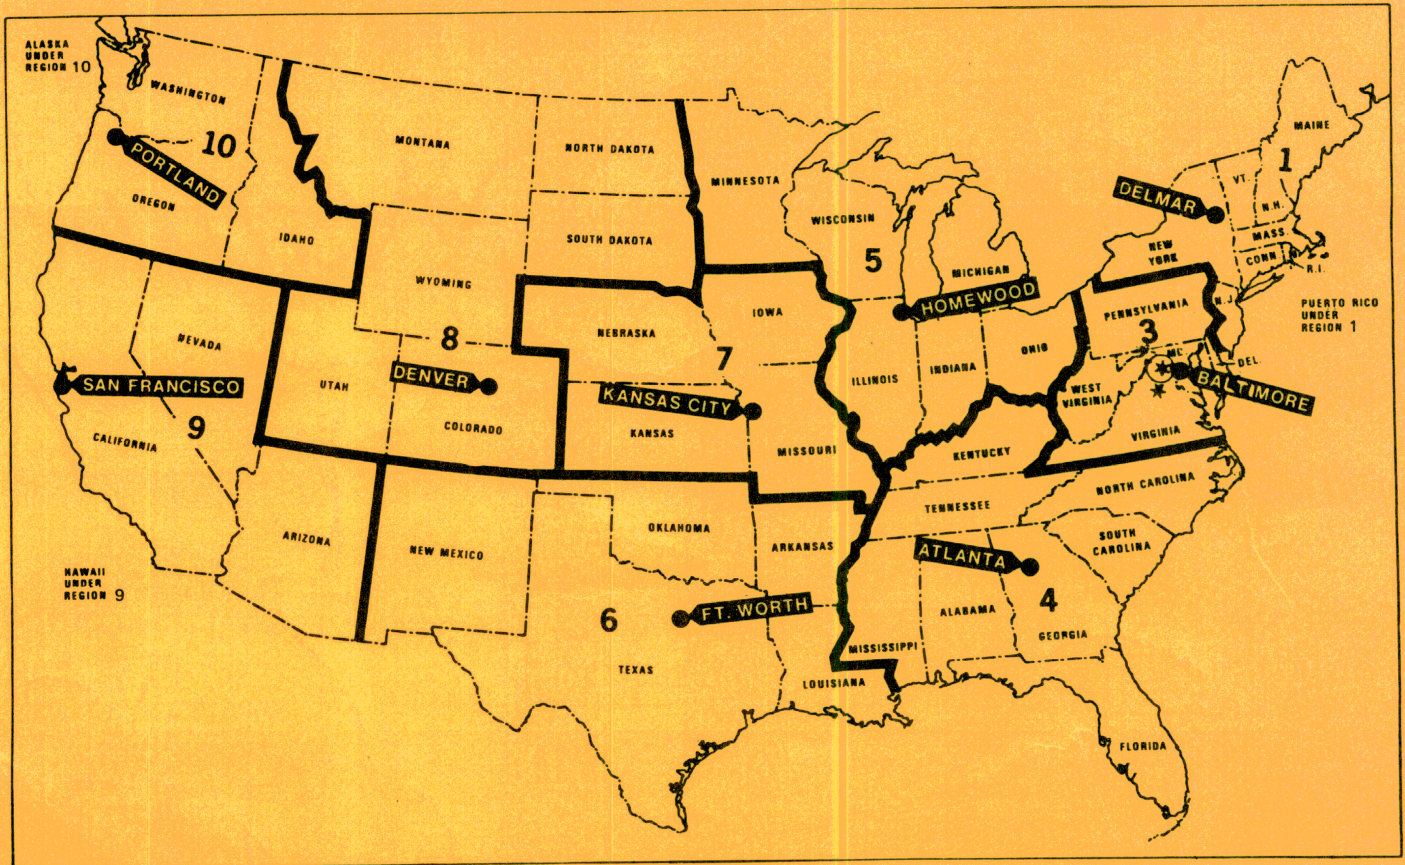 ALASKA
UNDER
REGION 10
WASHINGTON
10
PORTLAND
OREGON
IDAHO
MONTANA
NORTH DAKOTA
MINNESOTA
SOUTH DAKOTA
WISCONSIN
5
MICHIGAN
HOMEWOOD
MAINE
1
VT.
N.H.
DELMAR
NEW
YORK
MASS
CONN
R.I.
PUERTO RICO
UNDER
REGION 1
WYOMING
8
NEVADA
UTAH
DENVER
COLORADO
SAN FRANCISCO
9
CALIFORNIA
NEBRASKA
IOWA
7
KANSAS CITY
KANSAS
MISSOURI
ILLINOIS
INDIANA
OHIO
PENNSYLVANIA
3
N.J.
MD.
DEL.
BALTIMORE
WEST
VIRGINIA
VIRGINIA
KENTUCKY
NORTH CAROLINA
TENNESSEE
SOUTH
CAROLINA
ATLANTA
4
GEORGIA
ALABAMA
MISSISSIPPI
ARKANSAS
OKLAHOMA
ARIZONA
NEW MEXICO
HAWAII
UNDER
REGION 9
6
FT. WORTH
TEXAS
LOUISIANA
FLORIDA